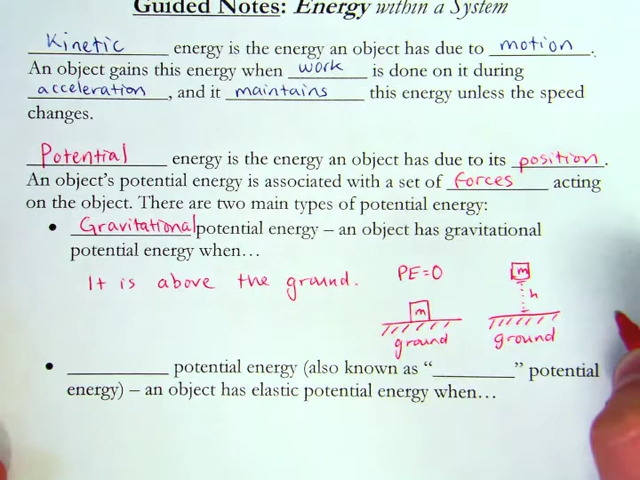 Guided Notes: Energy within a System
Kinetic energy is the energy an object has due to motion.
An object gains this energy when work is done on it during
acceleration, and it maintains this energy unless the speed
changes.
Potential energy is the energy an object has due to its position.
An object's potential energy is associated with a set of forces acting
on the object. There are two main types of potential energy:
• Gravitational potential energy – an object has gravitational
potential energy when…
It is above the ground.
PE=0
m
ground
m
h
ground
• __________ potential energy (also known as "________" potential
energy) – an object has elastic potential energy when…